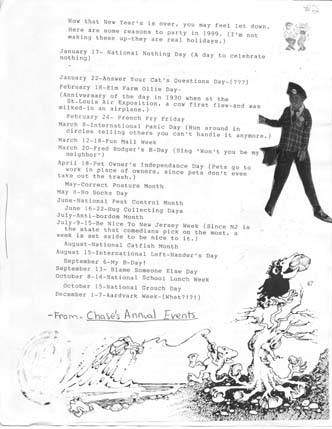 #2
Now that New Year's is over, you may feel let down.
Here are some reasons to party in 1999. (I'm not
making these up-they are real holidays.)
January 17- National Nothing Day (A day to celebrate
nothing)
January 22-Answer Your Cat's Questions Day-(???)
February 18-Elm Farm Ollie Day-
(Anniversary of the day in 1930 when at the
St.Louis Air Exposition, a cow first flew-and was
milked-in an airplane.)
February 24- French Fry Friday
March 8-International Panic Day (Run around in
circles telling others you can't handle it anymore.)
March 12-18-Fun Mail Week
March 20-Fred Rodger's B-Day (Sing "Won't you be my
neighbor")
April 18-Pet Owner's Independance Day (Pets go to
work in place of owners, since pets don't even
take out the trash.)
May-Correct Posture Month
May 8-No Socks Day
June-National Pest Control Month
June 16-22-Hug Collecting Days
July-Anti-bordom Month
July-9-15-Be Nice To New Jersey Week (Since NJ is
the state that comedians pick on the most, a
week is set aside to be nice to it.)
August-National Catfish Month
August 15-International Left-Hander's Day
September 6-My B-Day!
September 13- Blame Someone Else Day
October 8-14-National School Lunch Week
October 15-National Grouch Day
December 1-7-Aardvark Week-(What?!?!)
-From- Chase's Annual Events